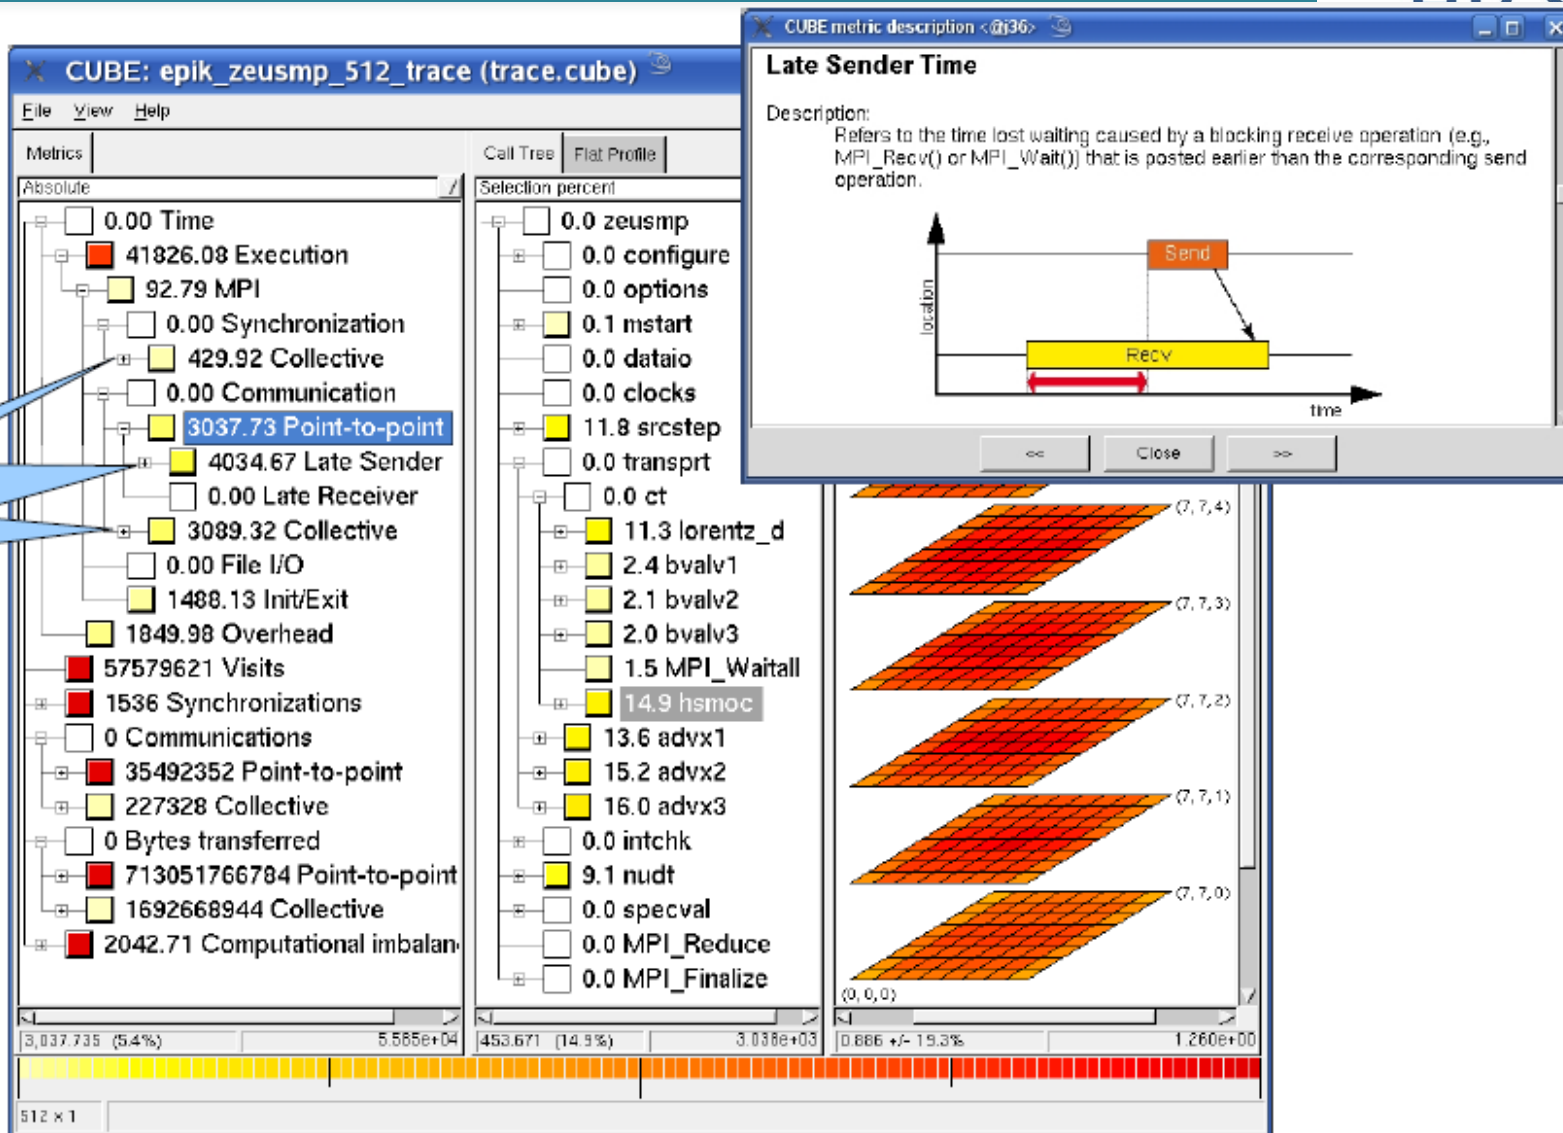 CUBE: epik_zeusmp_512_trace (trace.cube)
File View Help
Metrics
Absolute
0.00 Time
41826.08 Execution
92.79 MPI
0.00 Synchronization
429.92 Collective
0.00 Communication
3037.73 Point-to-point
4034.67 Late Sender
0.00 Late Receiver
3089.32 Collective
0.00 File I/O
1488.13 Init/Exit
1849.98 Overhead
57579621 Visits
1536 Synchronizations
0 Communications
35492352 Point-to-point
227328 Collective
0 Bytes transferred
713051766784 Point-to-point
1692668944 Collective
2042.71 Computational imbalan
3,037.735 (5.4%) 5.585e+04
Call Tree Flat Profile
Selection percent
0.0 zeusmp
0.0 configure
0.0 options
0.1 mstart
0.0 dataio
0.0 clocks
11.8 srcstep
0.0 transprt
0.0 ct
11.3 lorentz_d
2.4 bvalv1
2.1 bvalv2
2.0 bvalv3
1.5 MPI_Waitall
14.9 hsmoc
13.6 advx1
15.2 advx2
16.0 advx3
0.0 intchk
9.1 nudt
0.0 specval
0.0 MPI_Reduce
0.0 MPI_Finalize
453.671 (14.9%) 3.038e+03
CUBE metric description <@j36>
Late Sender Time
Description:
Refers to the time lost waiting caused by a blocking receive operation (e.g.,
MPI_Recv() or MPI_Wait()) that is posted earlier than the corresponding send
operation.
Send
location
Recv
time
<< Close >>
(7,7,4)
(7,7,3)
(7,7,2)
(7,7,1)
(7,7,0)
(0,0,0)
0.886 +/- 19.3% 1.260e+00
512 x 1